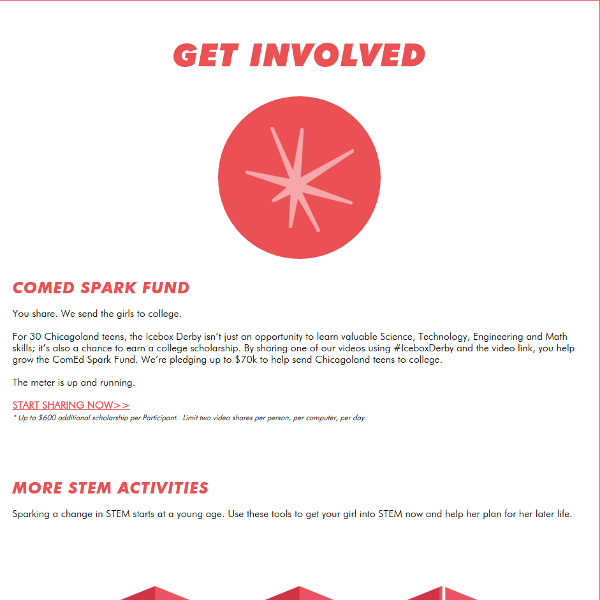 GET INVOLVED
COMED SPARK FUND
You share. We send the girls to college.
For 30 Chicagoland teens, the Icebox Derby isn't just an opportunity to learn valuable Science, Technology, Engineering and Math
skills; it's also a chance to earn a college scholarship. By sharing one of our videos using #IceboxDerby and the video link, you help
grow the ComEd Spark Fund. We're pledging up to $70k to help send Chicagoland teens to college.
The meter is up and running.
START SHARING NOW>>
* Up to $600 additional scholarship per Participant. Limit two video shares per person, per computer, per day.
MORE STEM ACTIVITIES
Sparking a change in STEM starts at a young age. Use these tools to get your girl into STEM now and help her plan for her later life.